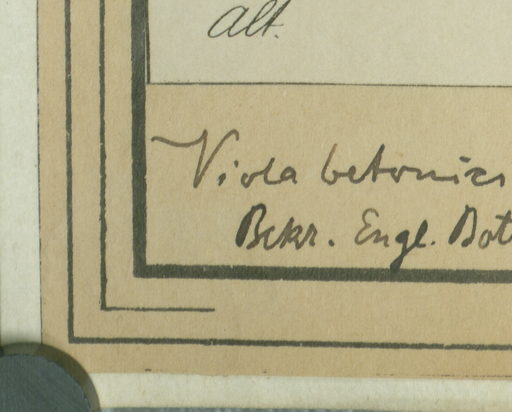 alt.
Viola betonici
Bckr. Engl. Bot